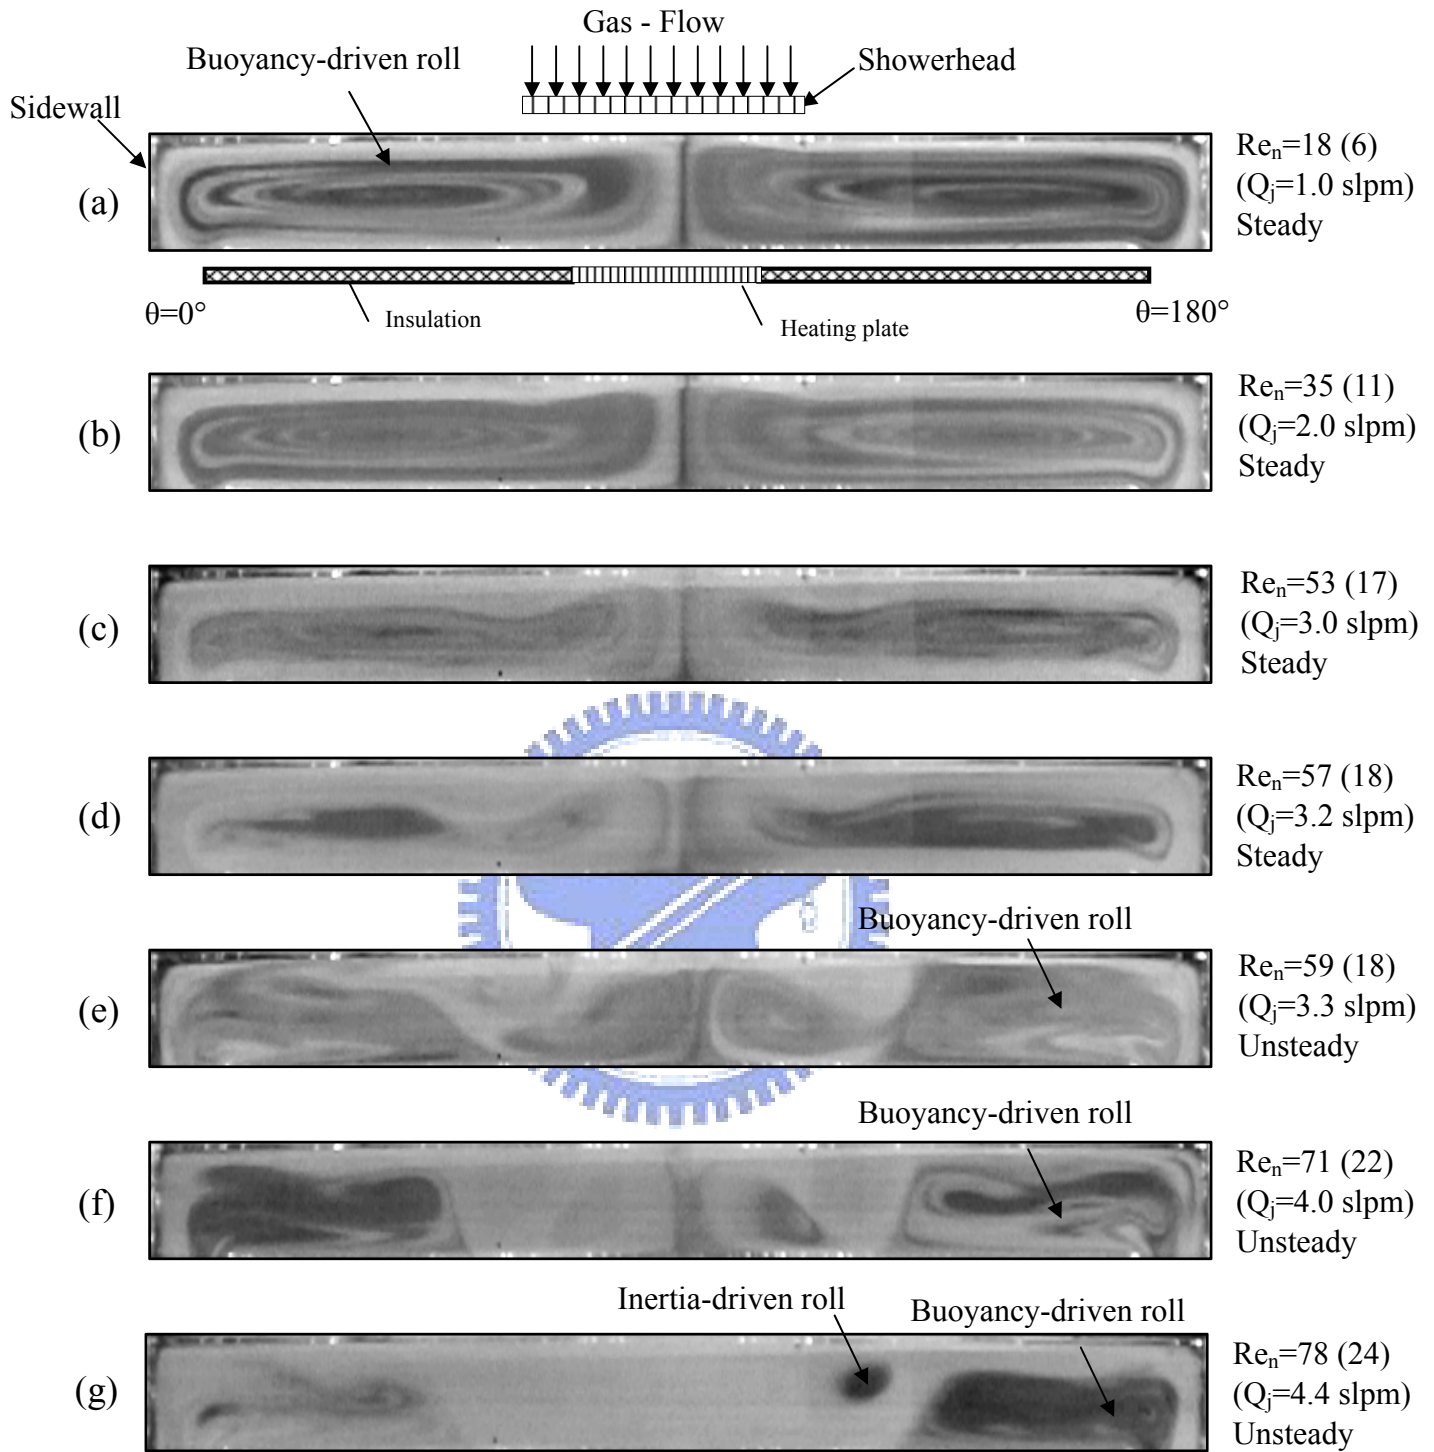 Gas - Flow
Buoyancy-driven roll
Showerhead
Sidewall
(a)
Re_n=18 (6)
(Q_j=1.0 slpm)
Steady
θ=0°
Insulation
Heating plate
θ=180°
(b)
Re_n=35 (11)
(Q_j=2.0 slpm)
Steady
(c)
Re_n=53 (17)
(Q_j=3.0 slpm)
Steady
(d)
Re_n=57 (18)
(Q_j=3.2 slpm)
Steady
Buoyancy-driven roll
(e)
Re_n=59 (18)
(Q_j=3.3 slpm)
Unsteady
Buoyancy-driven roll
(f)
Re_n=71 (22)
(Q_j=4.0 slpm)
Unsteady
Inertia-driven roll
Buoyancy-driven roll
(g)
Re_n=78 (24)
(Q_j=4.4 slpm)
Unsteady